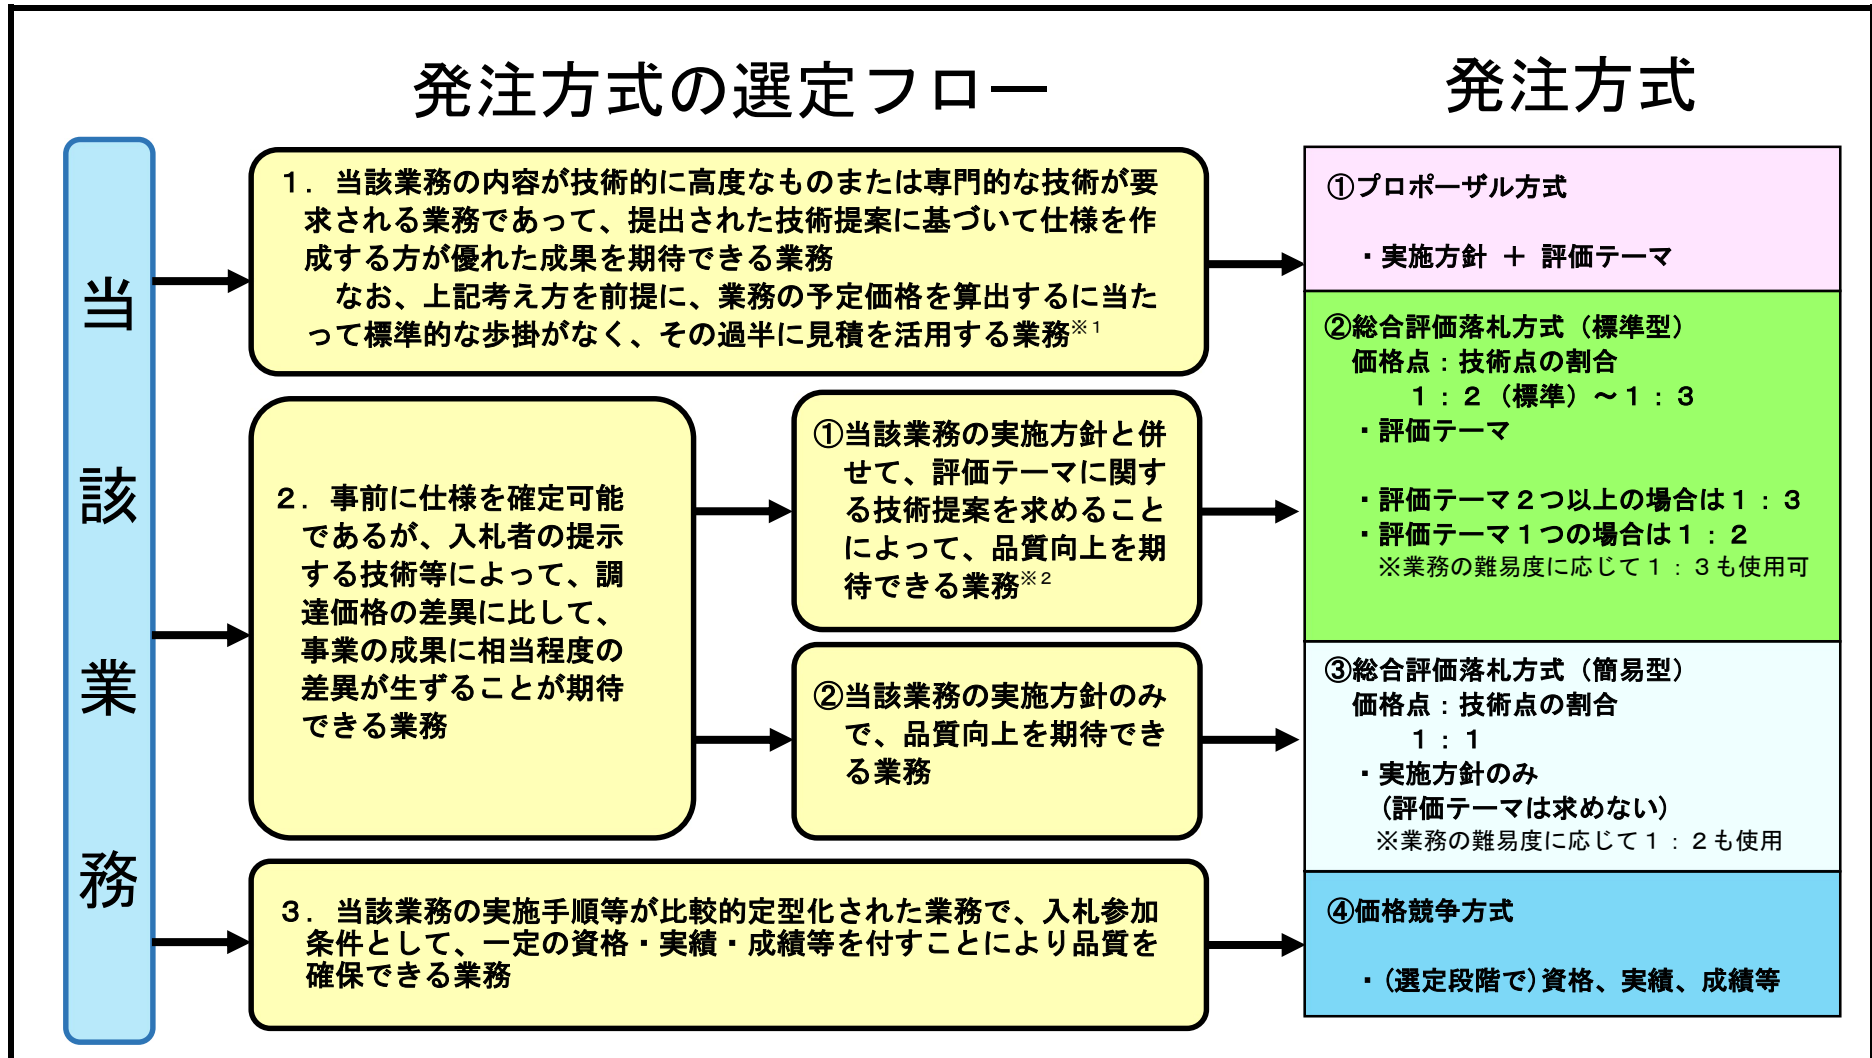 発注方式の選定フロー
発注方式
当
該
業
務
１．当該業務の内容が技術的に高度なものまたは専門的な技術が要
求される業務であって、提出された技術提案に基づいて仕様を作
成する方が優れた成果を期待できる業務
なお、上記考え方を前提に、業務の予定価格を算出するに当た
って標準的な歩掛がなく、その過半に見積を活用する業務※１
２．事前に仕様を確定可能
であるが、入札者の提示
する技術等によって、調
達価格の差異に比して、
事業の成果に相当程度の
差異が生ずることが期待
できる業務
①当該業務の実施方針と併
せて、評価テーマに関す
る技術提案を求めること
によって、品質向上を期
待できる業務※２
②当該業務の実施方針のみ
で、品質向上を期待でき
る業務
３．当該業務の実施手順等が比較的定型化された業務で、入札参加
条件として、一定の資格・実績・成績等を付すことにより品質を
確保できる業務
①プロポーザル方式
・実施方針 ＋ 評価テーマ
②総合評価落札方式（標準型）
価格点：技術点の割合
１：２（標準）～１：３
・評価テーマ
・評価テーマ２つ以上の場合は１：３
・評価テーマ１つの場合は１：２
※業務の難易度に応じて１：３も使用可
③総合評価落札方式（簡易型）
価格点：技術点の割合
１：１
・実施方針のみ
（評価テーマは求めない）
※業務の難易度に応じて１：２も使用
④価格競争方式
・（選定段階で）資格、実績、成績等